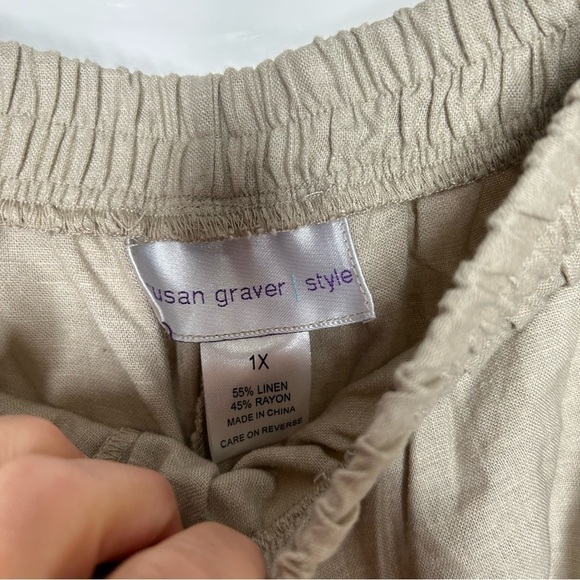 usan graver | style
1X
55% LINEN
45% RAYON
MADE IN CHINA
CARE ON REVERSE